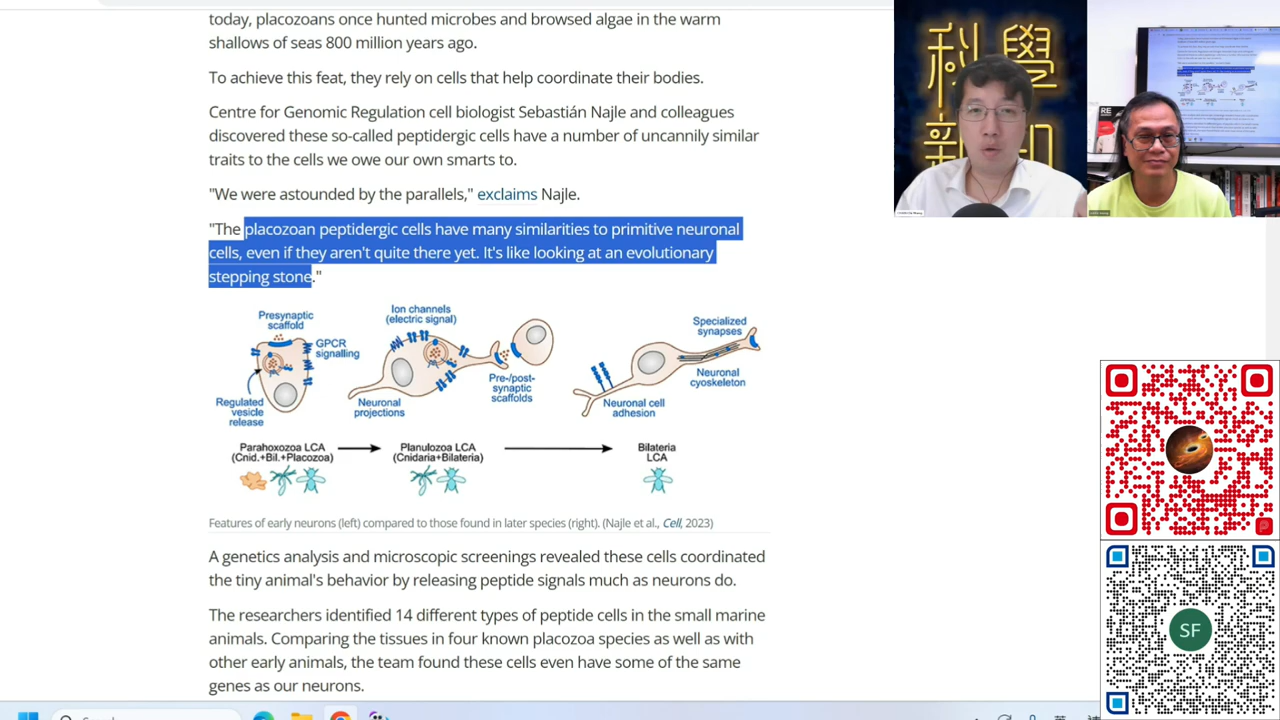 today, placozoans once hunted microbes and browsed algae in the warm
shallows of seas 800 million years ago.
To achieve this feat, they rely on cells that help coordinate their bodies.
Centre for Genomic Regulation cell biologist Sebastián Najle and colleagues
discovered these so-called peptidergic cells have a number of uncannily similar
traits to the cells we owe our own smarts to.
"We were astounded by the parallels," exclaims Najle.
"The placozoan peptidergic cells have many similarities to primitive neuronal
cells, even if they aren't quite there yet. It's like looking at an evolutionary
stepping stone."
Presynaptic
scaffold
GPCR
signalling
Regulated
vesicle
release
Ion channels
(electric signal)
Neuronal
projections
Pre-/post-
synaptic
scaffolds
Specialized
synapses
Neuronal
cyoskeleton
Neuronal cell
adhesion
Parahoxozoa LCA
(Cnid.+Bil.+Placozoa)
Planulozoa LCA
(Cnidaria+Bilateria)
Bilateria
LCA
Features of early neurons (left) compared to those found in later species (right). (Najle et al., Cell, 2023)
A genetics analysis and microscopic screenings revealed these cells coordinated
the tiny animal's behavior by releasing peptide signals much as neurons do.
The researchers identified 14 different types of peptide cells in the small marine
animals. Comparing the tissues in four known placozoa species as well as with
other early animals, the team found these cells even have some of the same
genes as our neurons.
科學
新知
RE
SF